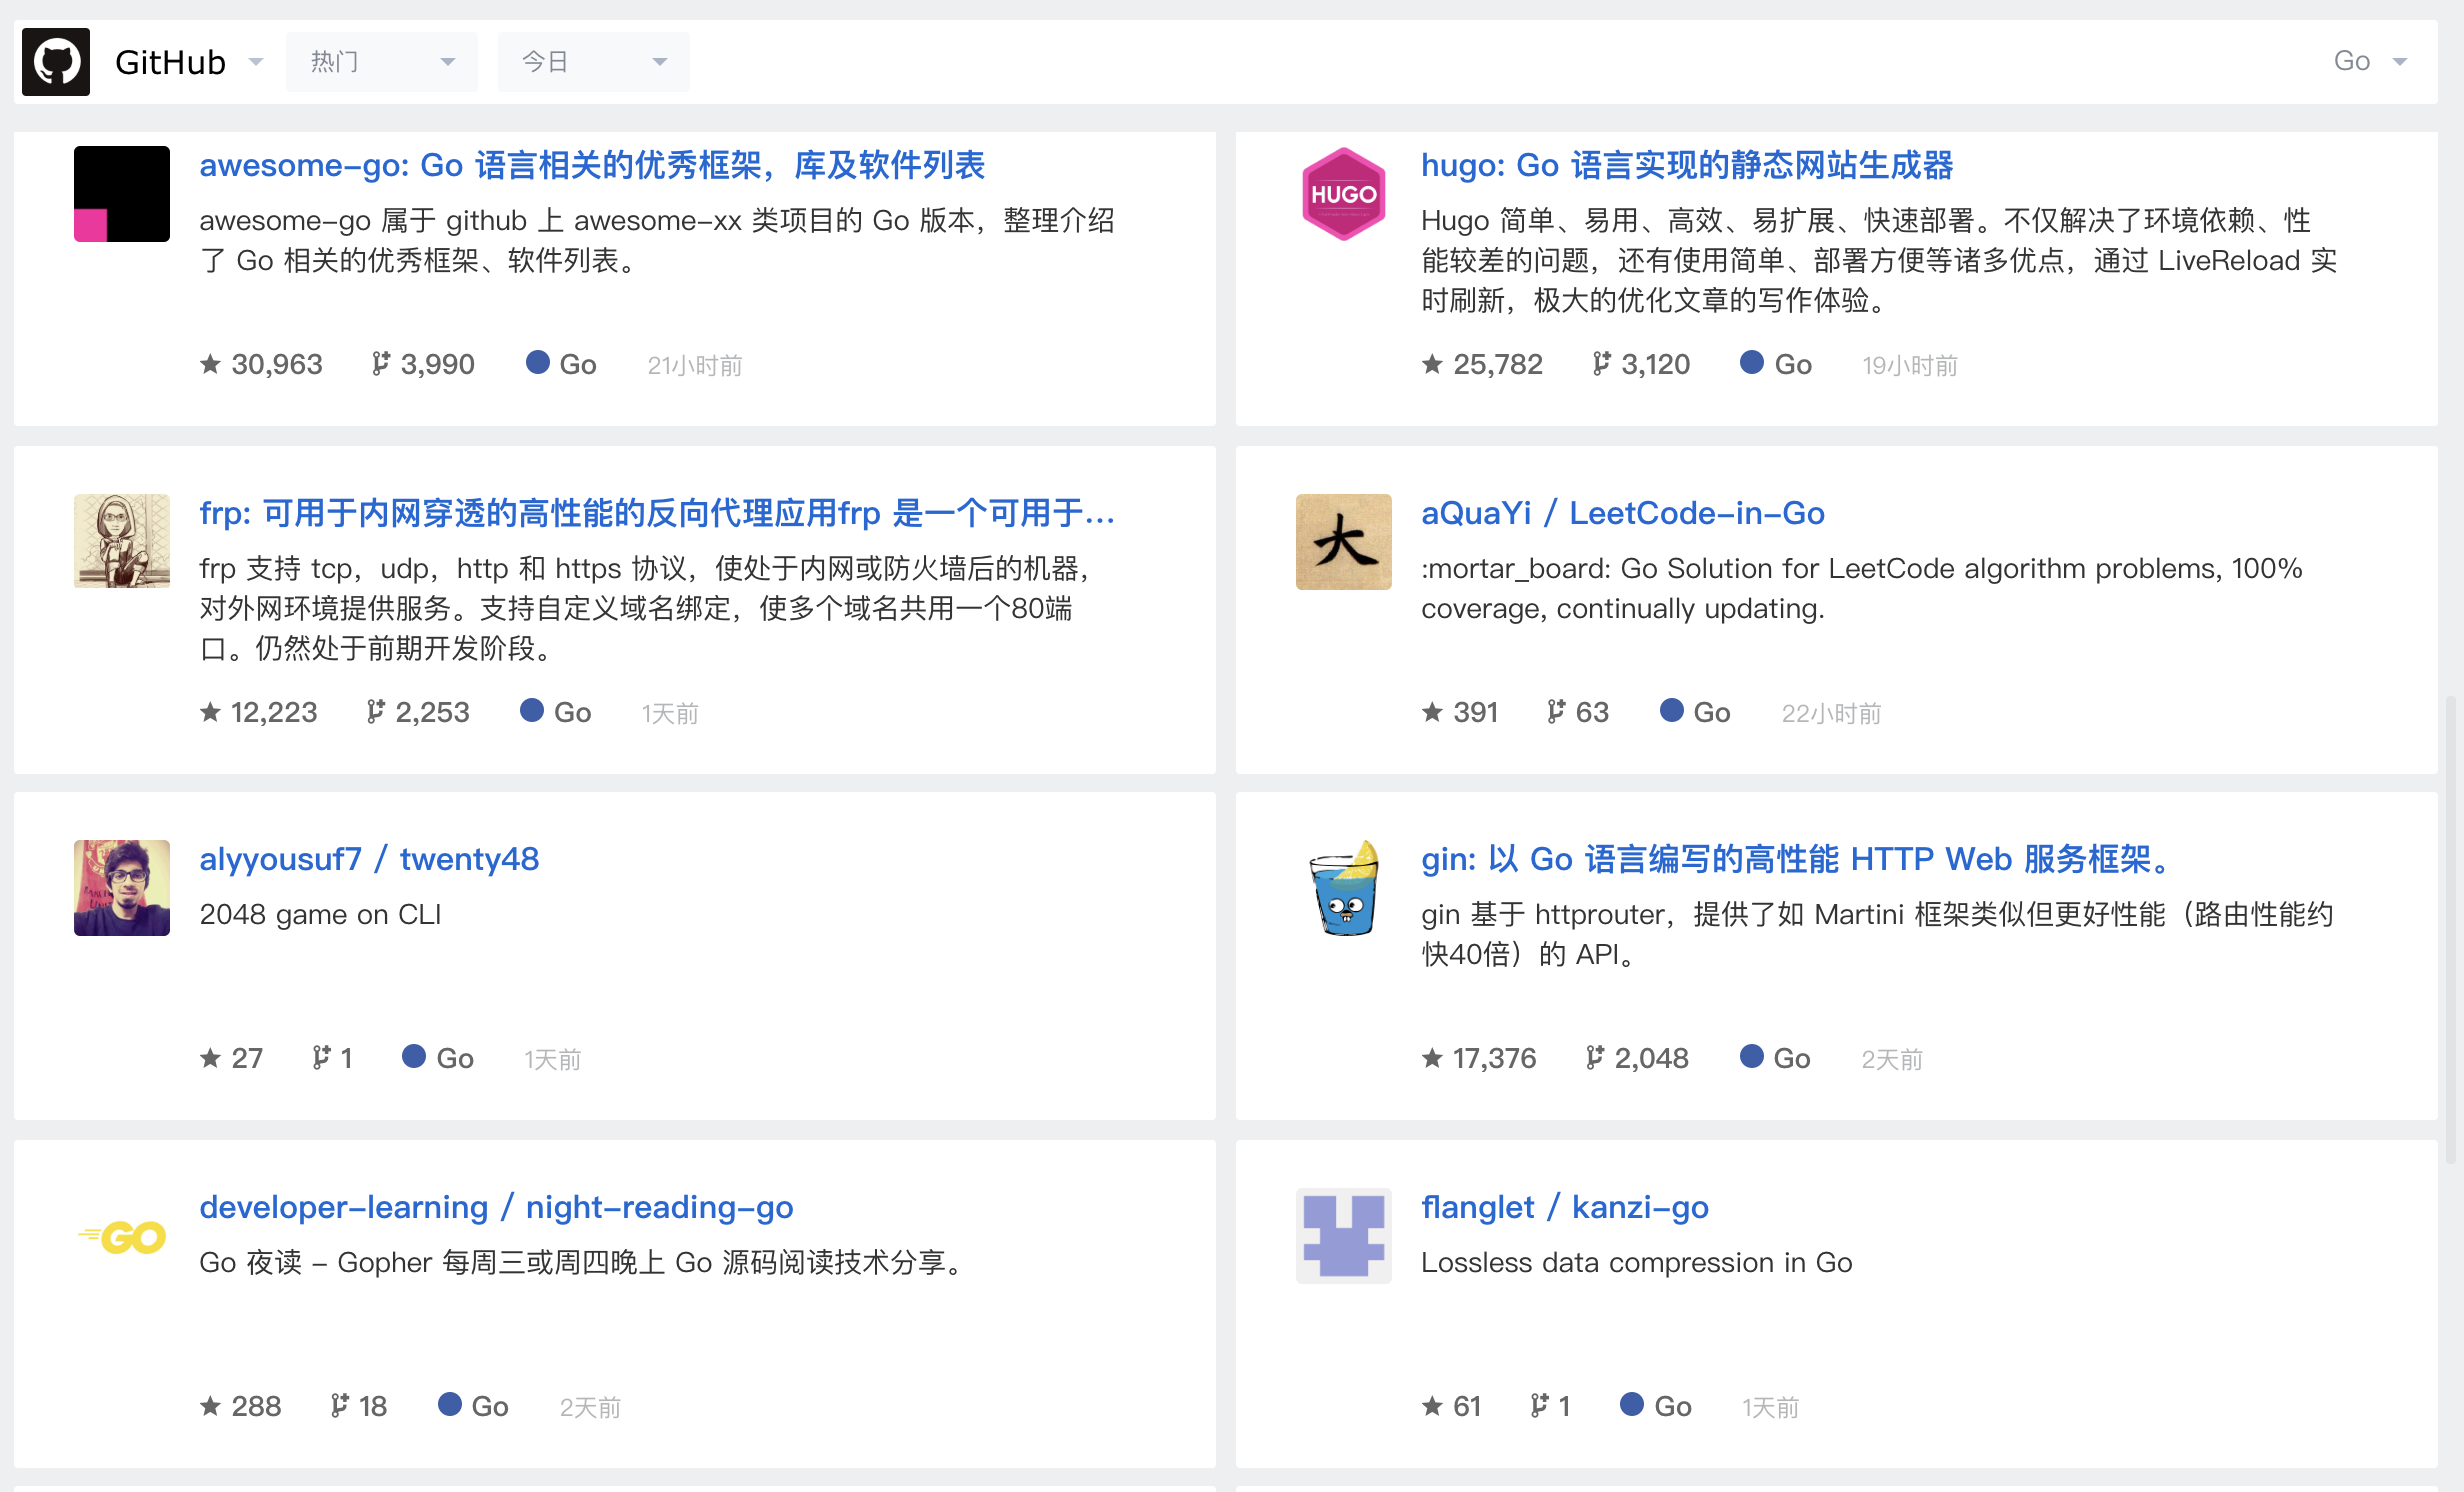 GitHub
热门
今日
Go
awesome-go: Go 语言相关的优秀框架，库及软件列表
awesome-go 属于 github 上 awesome-xx 类项目的 Go 版本，整理介绍
了 Go 相关的优秀框架、软件列表。
30,963 3,990 Go 21小时前
HUGO
hugo: Go 语言实现的静态网站生成器
Hugo 简单、易用、高效、易扩展、快速部署。不仅解决了环境依赖、性
能较差的问题，还有使用简单、部署方便等诸多优点，通过 LiveReload 实
时刷新，极大的优化文章的写作体验。
25,782 3,120 Go 19小时前
frp: 可用于内网穿透的高性能的反向代理应用frp 是一个可用于...
frp 支持 tcp，udp，http 和 https 协议，使处于内网或防火墙后的机器，
对外网环境提供服务。支持自定义域名绑定，使多个域名共用一个80端
口。仍然处于前期开发阶段。
12,223 2,253 Go 1天前
大
aQuaYi / LeetCode-in-Go
:mortar_board: Go Solution for LeetCode algorithm problems, 100%
coverage, continually updating.
391 63 Go 22小时前
alyyousuf7 / twenty48
2048 game on CLI
27 1 Go 1天前
gin: 以 Go 语言编写的高性能 HTTP Web 服务框架。
gin 基于 httprouter，提供了如 Martini 框架类似但更好性能（路由性能约
快40倍）的 API。
17,376 2,048 Go 2天前
GO
developer-learning / night-reading-go
Go 夜读 – Gopher 每周三或周四晚上 Go 源码阅读技术分享。
288 18 Go 2天前
flanglet / kanzi-go
Lossless data compression in Go
61 1 Go 1天前